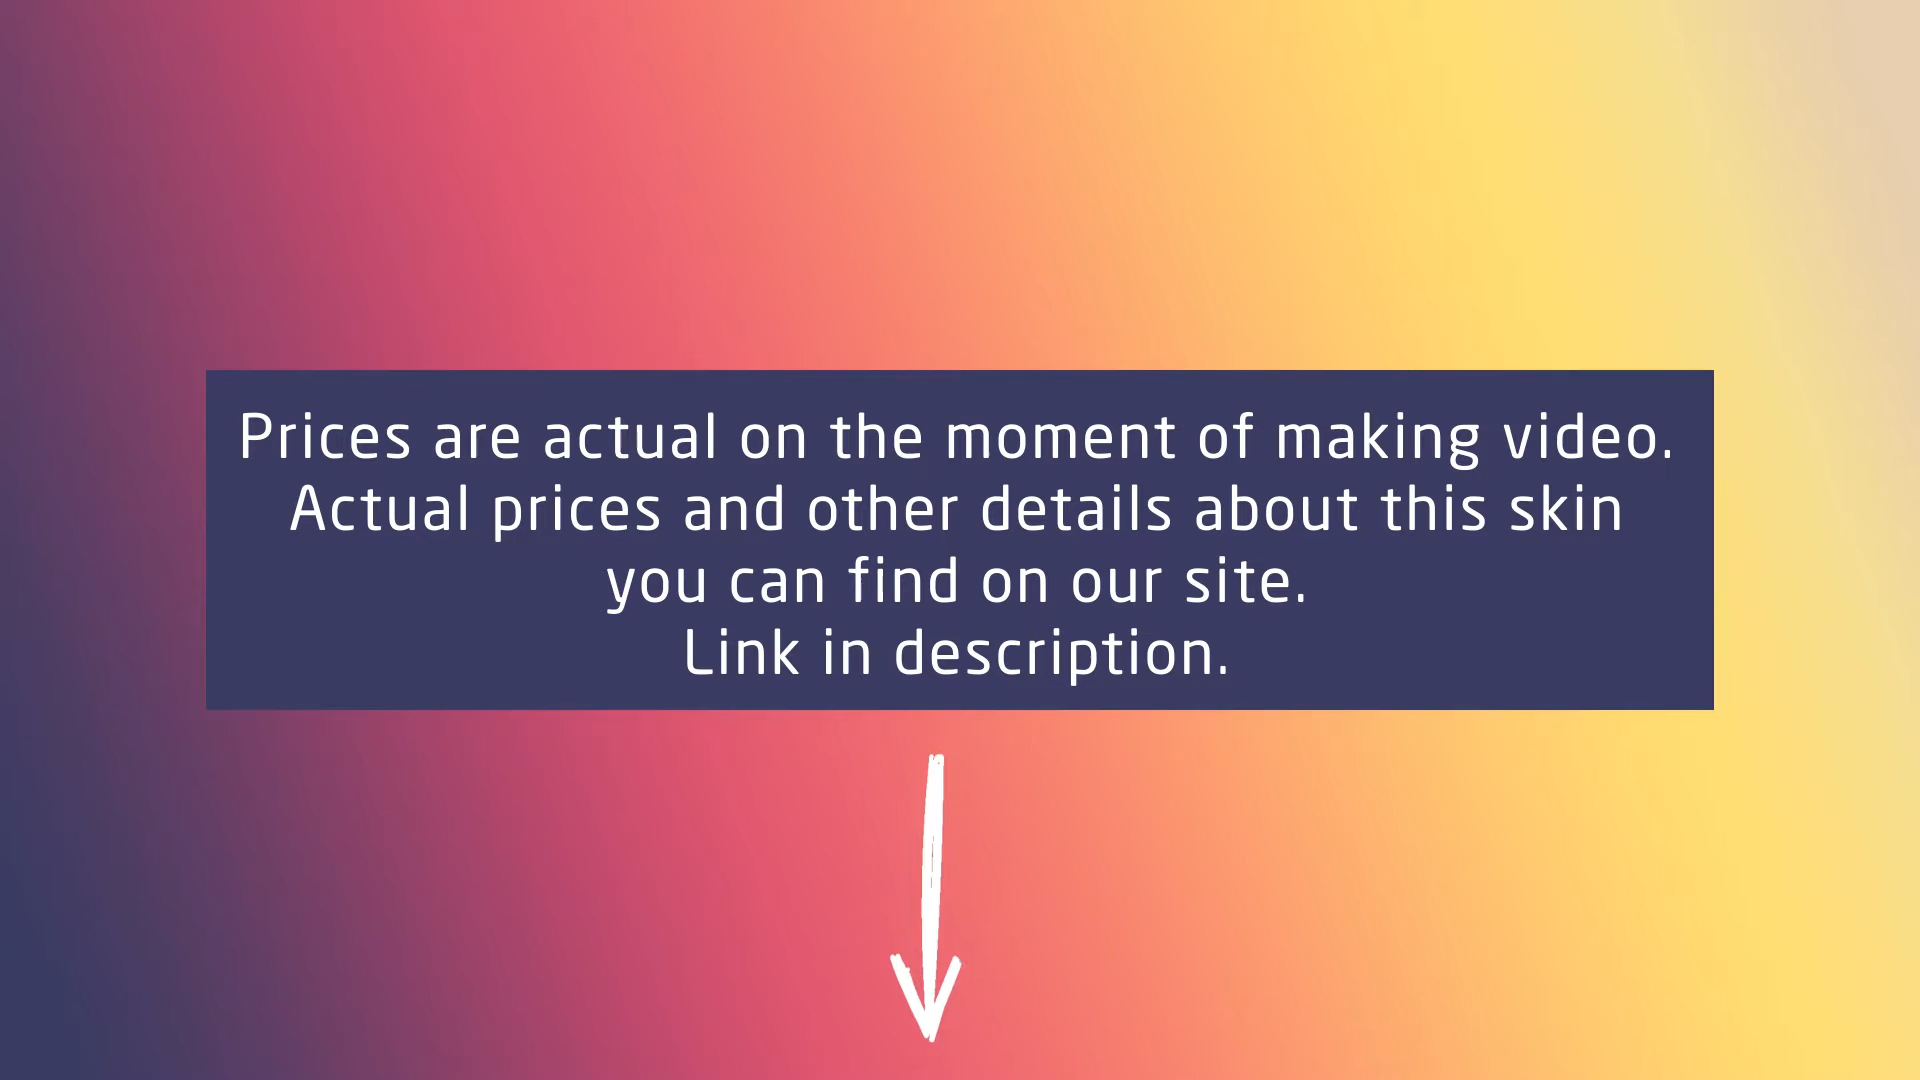 Prices are actual on the moment of making video.
Actual prices and other details about this skin
you can find on our site.
Link in description.